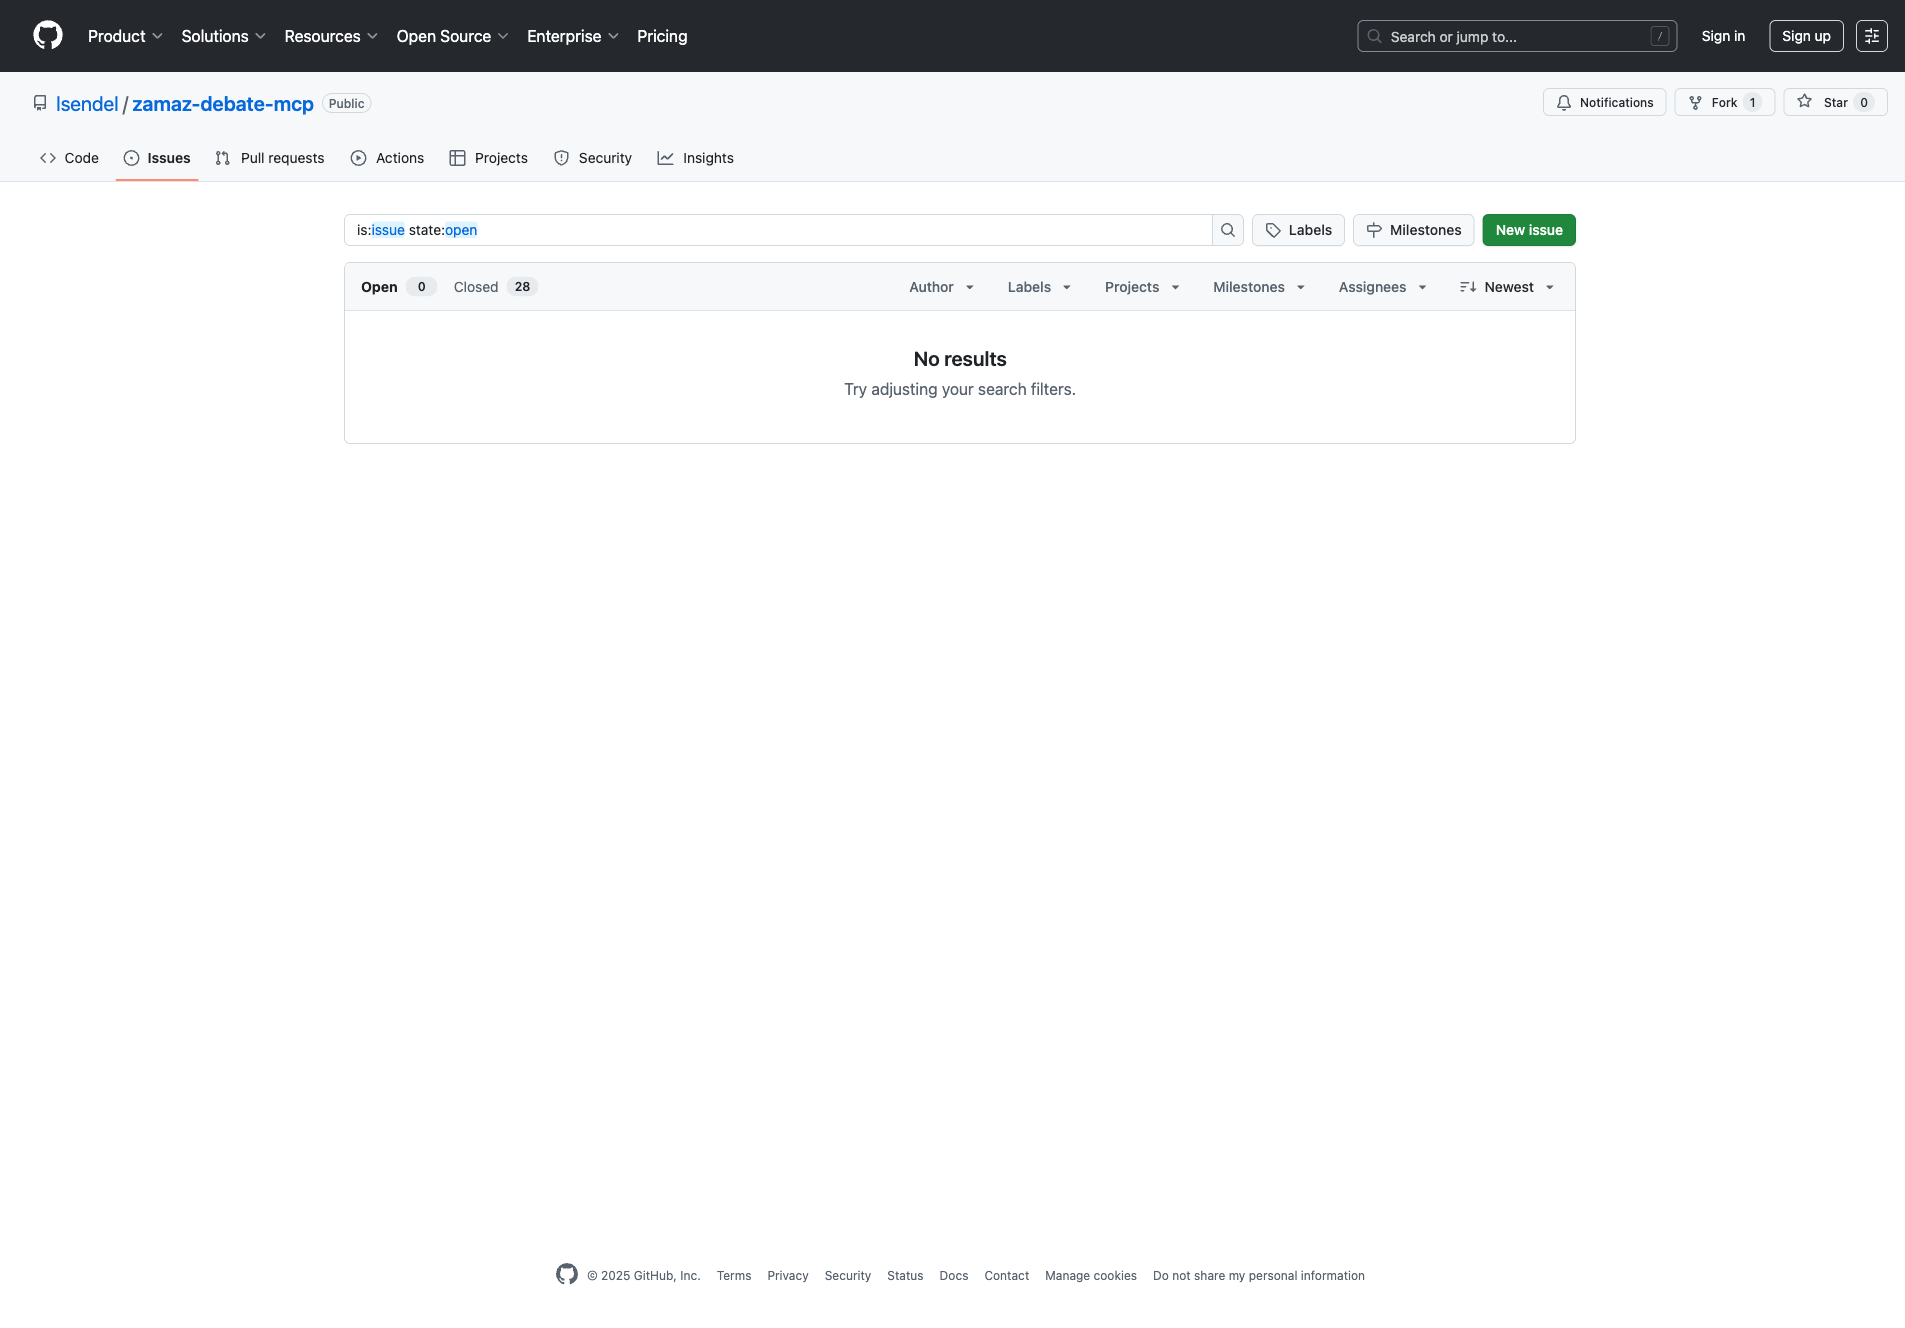 Product Solutions Resources Open Source Enterprise Pricing Search or jump to... / Sign in Sign up
lsendel / zamaz-debate-mcp Public Notifications Fork 1 Star 0
Code Issues Pull requests Actions Projects Security Insights
is:issue state:open Labels Milestones New issue
Open 0 Closed 28 Author Labels Projects Milestones Assignees Newest
No results
Try adjusting your search filters.
© 2025 GitHub, Inc. Terms Privacy Security Status Docs Contact Manage cookies Do not share my personal information